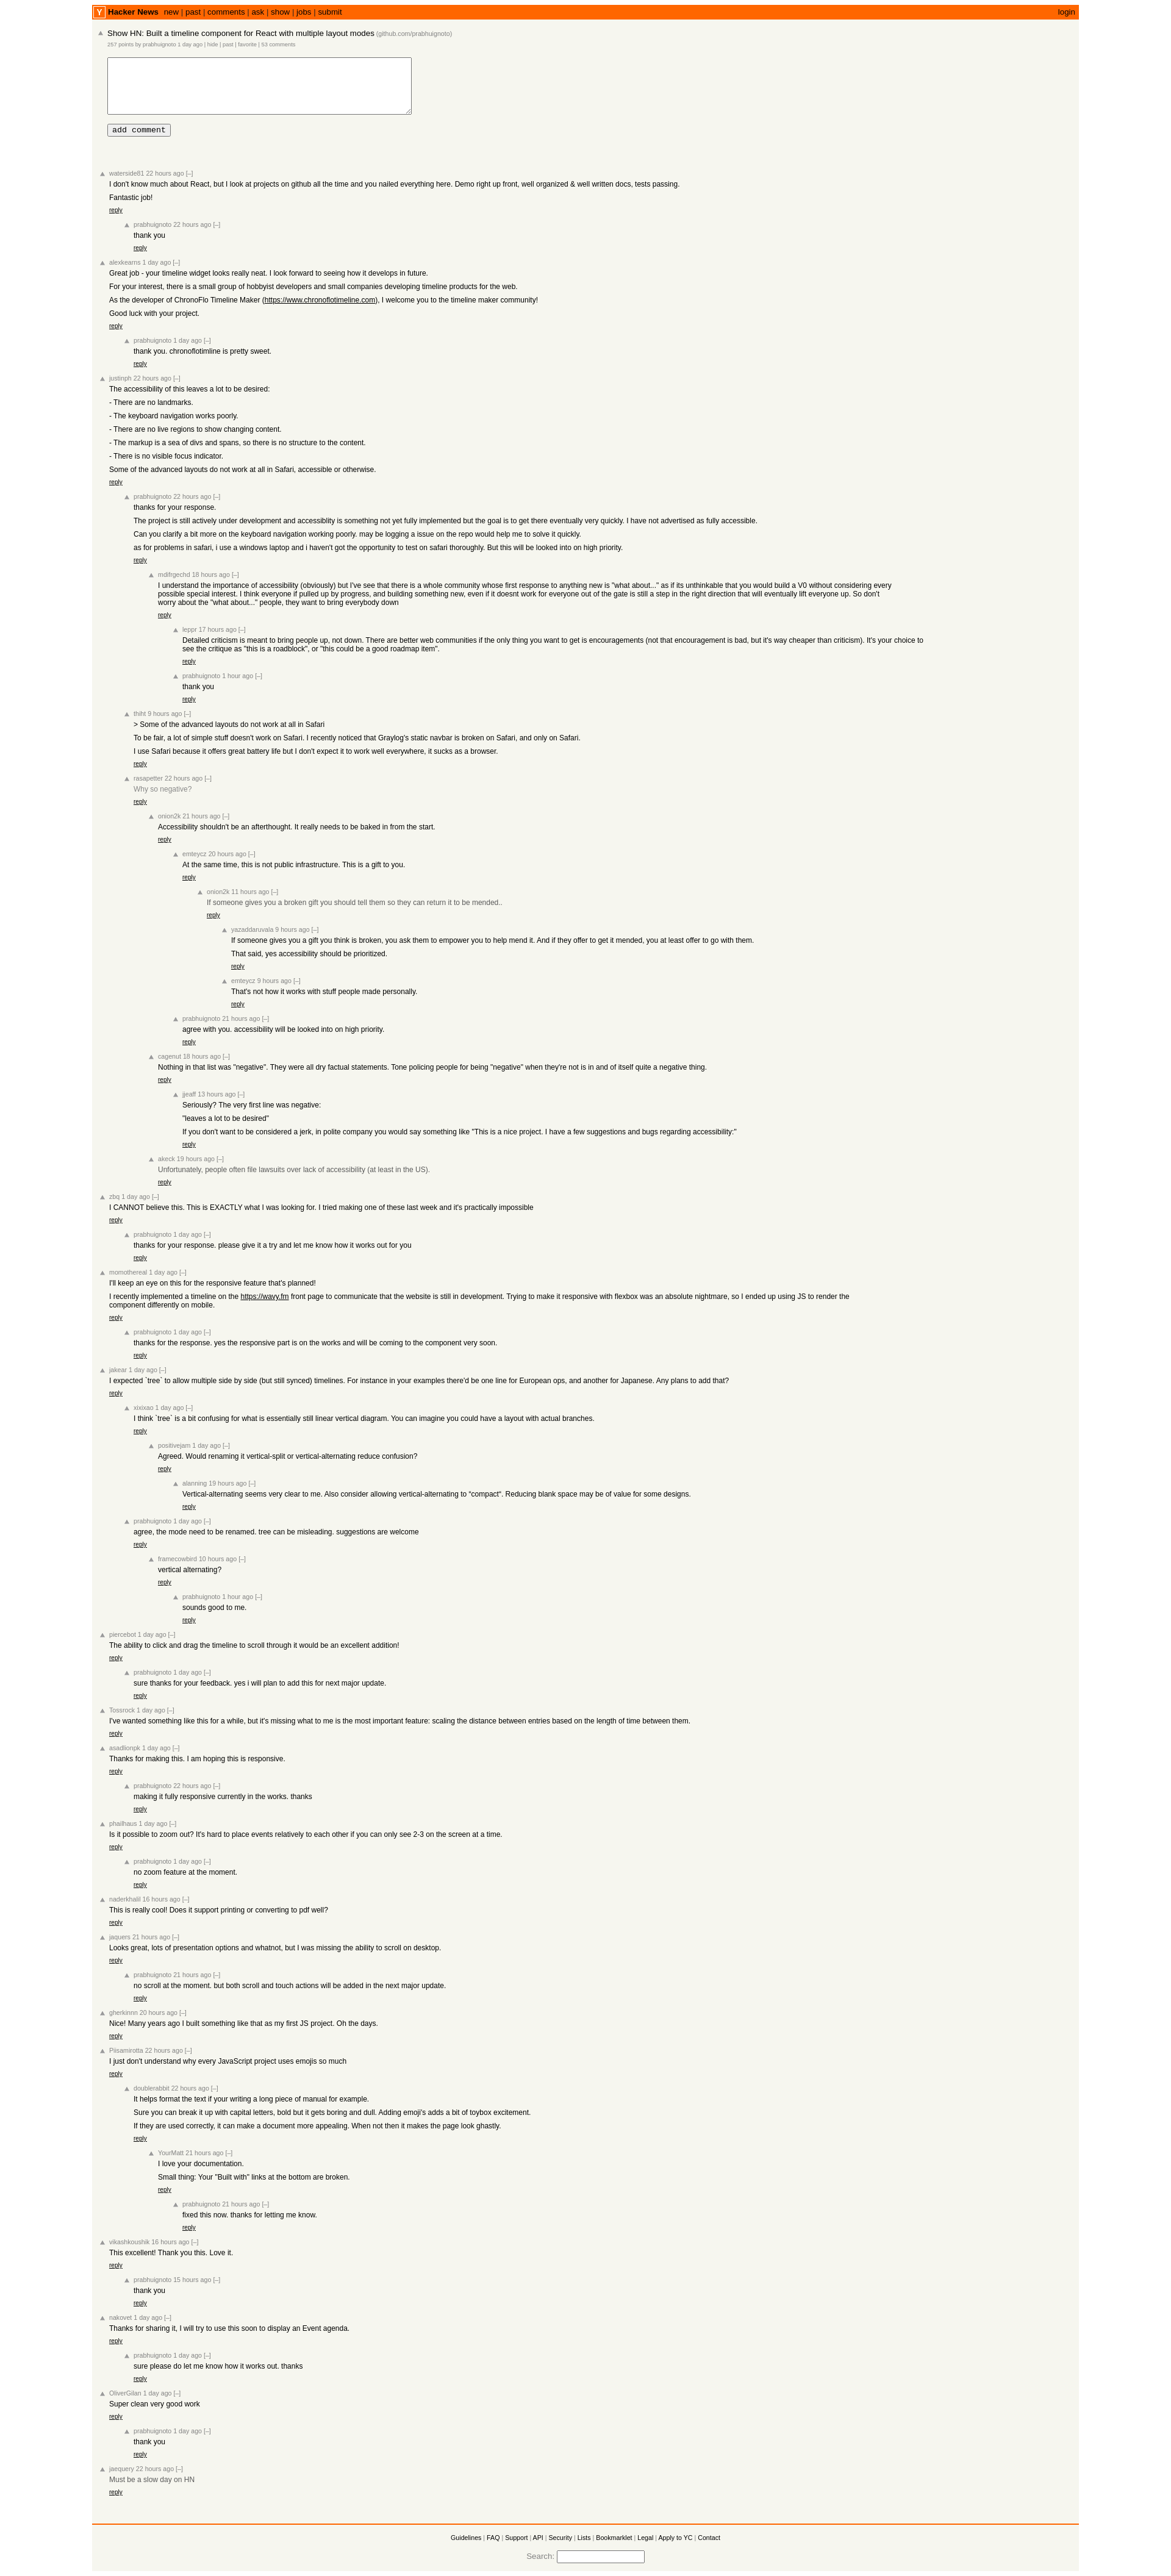 Y Hacker News new | past | comments | ask | show | jobs | submit login
Show HN: Built a timeline component for React with multiple layout modes (github.com/prabhuignoto)
257 points by prabhuignoto 1 day ago | hide | past | favorite | 53 comments
add comment
waterside81 22 hours ago [–]
I don't know much about React, but I look at projects on github all the time and you nailed everything here. Demo right up front, well organized & well written docs, tests passing.
Fantastic job!
reply
prabhuignoto 22 hours ago [–]
thank you
reply
alexkearns 1 day ago [–]
Great job - your timeline widget looks really neat. I look forward to seeing how it develops in future.
For your interest, there is a small group of hobbyist developers and small companies developing timeline products for the web.
As the developer of ChronoFlo Timeline Maker (https://www.chronoflotimeline.com), I welcome you to the timeline maker community!
Good luck with your project.
reply
prabhuignoto 1 day ago [–]
thank you. chronoflotimline is pretty sweet.
reply
justinph 22 hours ago [–]
The accessibility of this leaves a lot to be desired:
- There are no landmarks.
- The keyboard navigation works poorly.
- There are no live regions to show changing content.
- The markup is a sea of divs and spans, so there is no structure to the content.
- There is no visible focus indicator.
Some of the advanced layouts do not work at all in Safari, accessible or otherwise.
reply
prabhuignoto 22 hours ago [–]
thanks for your response.
The project is still actively under development and accessiblity is something not yet fully implemented but the goal is to get there eventually very quickly. I have not advertised as fully accessible.
Can you clarify a bit more on the keyboard navigation working poorly. may be logging a issue on the repo would help me to solve it quickly.
as for problems in safari, i use a windows laptop and i haven't got the opportunity to test on safari thoroughly. But this will be looked into on high priority.
reply
mdifrgechd 18 hours ago [–]
I understand the importance of accessibility (obviously) but I've see that there is a whole community whose first response to anything new is "what about..." as if its unthinkable that you would build a V0 without considering every
possible special interest. I think everyone if pulled up by progress, and building something new, even if it doesnt work for everyone out of the gate is still a step in the right direction that will eventually lift everyone up. So don't
worry about the "what about..." people, they want to bring everybody down
reply
leppr 17 hours ago [–]
Detailed criticism is meant to bring people up, not down. There are better web communities if the only thing you want to get is encouragements (not that encouragement is bad, but it's way cheaper than criticism). It's your choice to
see the critique as "this is a roadblock", or "this could be a good roadmap item".
reply
prabhuignoto 1 hour ago [–]
thank you
reply
thiht 9 hours ago [–]
> Some of the advanced layouts do not work at all in Safari
To be fair, a lot of simple stuff doesn't work on Safari. I recently noticed that Graylog's static navbar is broken on Safari, and only on Safari.
I use Safari because it offers great battery life but I don't expect it to work well everywhere, it sucks as a browser.
reply
rasapetter 22 hours ago [–]
Why so negative?
reply
onion2k 21 hours ago [–]
Accessibility shouldn't be an afterthought. It really needs to be baked in from the start.
reply
emteycz 20 hours ago [–]
At the same time, this is not public infrastructure. This is a gift to you.
reply
onion2k 11 hours ago [–]
If someone gives you a broken gift you should tell them so they can return it to be mended..
reply
yazaddaruvala 9 hours ago [–]
If someone gives you a gift you think is broken, you ask them to empower you to help mend it. And if they offer to get it mended, you at least offer to go with them.
That said, yes accessibility should be prioritized.
reply
emteycz 9 hours ago [–]
That's not how it works with stuff people made personally.
reply
prabhuignoto 21 hours ago [–]
agree with you. accessibility will be looked into on high priority.
reply
cagenut 18 hours ago [–]
Nothing in that list was "negative". They were all dry factual statements. Tone policing people for being "negative" when they're not is in and of itself quite a negative thing.
reply
jjeaff 13 hours ago [–]
Seriously? The very first line was negative:
"leaves a lot to be desired"
If you don't want to be considered a jerk, in polite company you would say something like "This is a nice project. I have a few suggestions and bugs regarding accessibility:"
reply
akeck 19 hours ago [–]
Unfortunately, people often file lawsuits over lack of accessibility (at least in the US).
reply
zbq 1 day ago [–]
I CANNOT believe this. This is EXACTLY what I was looking for. I tried making one of these last week and it's practically impossible
reply
prabhuignoto 1 day ago [–]
thanks for your response. please give it a try and let me know how it works out for you
reply
momothereal 1 day ago [–]
I'll keep an eye on this for the responsive feature that's planned!
I recently implemented a timeline on the https://wavy.fm front page to communicate that the website is still in development. Trying to make it responsive with flexbox was an absolute nightmare, so I ended up using JS to render the
component differently on mobile.
reply
prabhuignoto 1 day ago [–]
thanks for the response. yes the responsive part is on the works and will be coming to the component very soon.
reply
jakear 1 day ago [–]
I expected `tree` to allow multiple side by side (but still synced) timelines. For instance in your examples there'd be one line for European ops, and another for Japanese. Any plans to add that?
reply
xixixao 1 day ago [–]
I think `tree` is a bit confusing for what is essentially still linear vertical diagram. You can imagine you could have a layout with actual branches.
reply
positivejam 1 day ago [–]
Agreed. Would renaming it vertical-split or vertical-alternating reduce confusion?
reply
alanning 19 hours ago [–]
Vertical-alternating seems very clear to me. Also consider allowing vertical-alternating to “compact“. Reducing blank space may be of value for some designs.
reply
prabhuignoto 1 day ago [–]
agree, the mode need to be renamed. tree can be misleading. suggestions are welcome
reply
framecowbird 10 hours ago [–]
vertical alternating?
reply
prabhuignoto 1 hour ago [–]
sounds good to me.
reply
piercebot 1 day ago [–]
The ability to click and drag the timeline to scroll through it would be an excellent addition!
reply
prabhuignoto 1 day ago [–]
sure thanks for your feedback. yes i will plan to add this for next major update.
reply
Tossrock 1 day ago [–]
I've wanted something like this for a while, but it's missing what to me is the most important feature: scaling the distance between entries based on the length of time between them.
reply
asadlionpk 1 day ago [–]
Thanks for making this. I am hoping this is responsive.
reply
prabhuignoto 22 hours ago [–]
making it fully responsive currently in the works. thanks
reply
phailhaus 1 day ago [–]
Is it possible to zoom out? It's hard to place events relatively to each other if you can only see 2-3 on the screen at a time.
reply
prabhuignoto 1 day ago [–]
no zoom feature at the moment.
reply
naderkhalil 16 hours ago [–]
This is really cool! Does it support printing or converting to pdf well?
reply
jaquers 21 hours ago [–]
Looks great, lots of presentation options and whatnot, but I was missing the ability to scroll on desktop.
reply
prabhuignoto 21 hours ago [–]
no scroll at the moment. but both scroll and touch actions will be added in the next major update.
reply
gherkinnn 20 hours ago [–]
Nice! Many years ago I built something like that as my first JS project. Oh the days.
reply
Piisamirotta 22 hours ago [–]
I just don't understand why every JavaScript project uses emojis so much
reply
doublerabbit 22 hours ago [–]
It helps format the text if your writing a long piece of manual for example.
Sure you can break it up with capital letters, bold but it gets boring and dull. Adding emoji's adds a bit of toybox excitement.
If they are used correctly, it can make a document more appealing. When not then it makes the page look ghastly.
reply
YourMatt 21 hours ago [–]
I love your documentation.
Small thing: Your "Built with" links at the bottom are broken.
reply
prabhuignoto 21 hours ago [–]
fixed this now. thanks for letting me know.
reply
vikashkoushik 16 hours ago [–]
This excellent! Thank you this. Love it.
reply
prabhuignoto 15 hours ago [–]
thank you
reply
nakovet 1 day ago [–]
Thanks for sharing it, I will try to use this soon to display an Event agenda.
reply
prabhuignoto 1 day ago [–]
sure please do let me know how it works out. thanks
reply
OliverGilan 1 day ago [–]
Super clean very good work
reply
prabhuignoto 1 day ago [–]
thank you
reply
jaequery 22 hours ago [–]
Must be a slow day on HN
reply
Guidelines | FAQ | Support | API | Security | Lists | Bookmarklet | Legal | Apply to YC | Contact
Search: